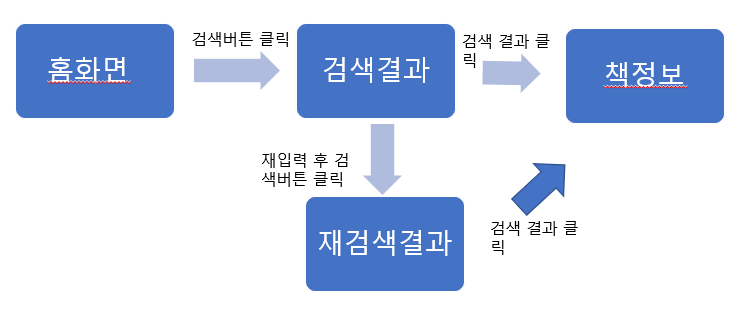 검색버튼 클릭
검색 결과 클
릭
홈화면
검색결과
책정보
재입력 후 검
색버튼 클릭
재검색결과
검색 결과 클
릭